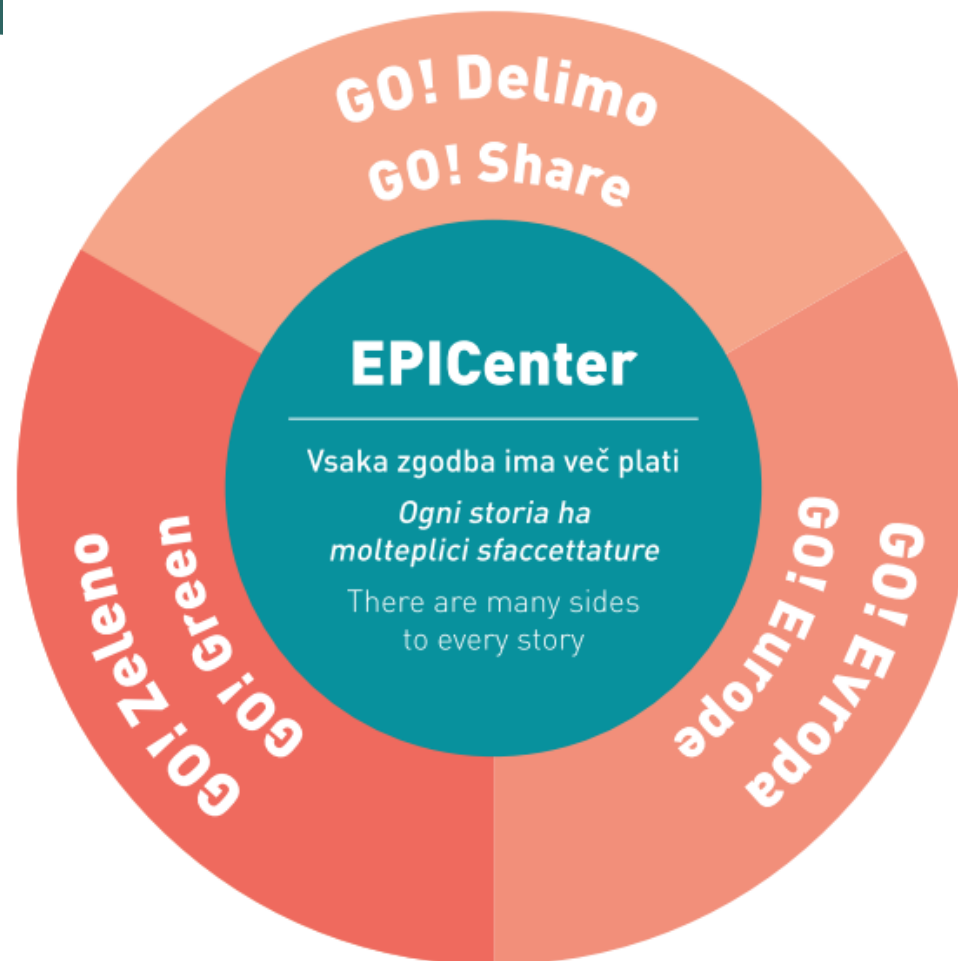 GO! Delimo
GO! Share
EPICenter
Vsaka zgodba ima več plati
Ogni storia ha
molteplici sfaccettature
There are many sides
to every story
GO! Zeleno
GO! Green
GO! Europe
GO! Evropa